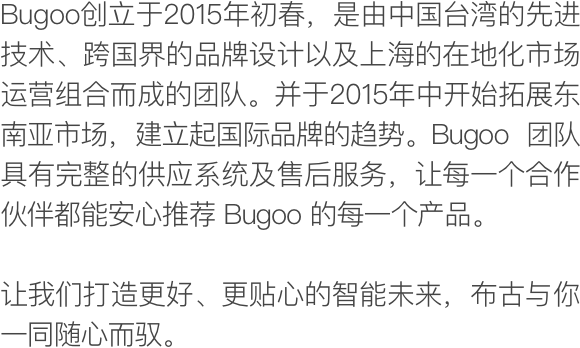 Bugoo创立于2015年初春，是由中国台湾的先进
技术、跨国界的品牌设计以及上海的在地化市场
运营组合而成的团队。并于2015年中开始拓展东
南亚市场，建立起国际品牌的趋势。Bugoo 团队
具有完整的供应系统及售后服务，让每一个合作
伙伴都能安心推荐 Bugoo 的每一个产品。
让我们打造更好、更贴心的智能未来，布古与你
一同随心而驭。